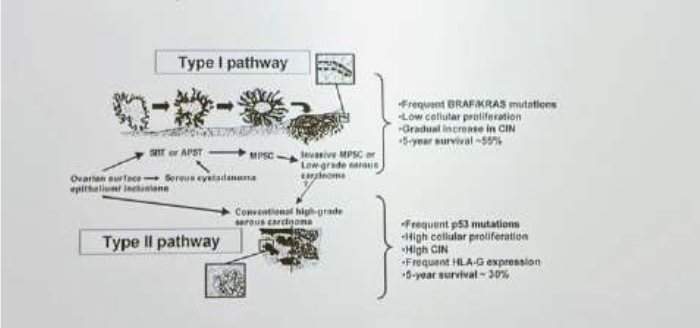 Type I pathway
•Frequent BRAF/KRAS mutations
•Low cellular proliferation
•Gradual increase in CIN
•5-year survival ~55%
SBT or APST
MPSC
Invasive MPSC or
Low-grade serous
carcinoma
?
Ovarian surface
epithelium/ inclusions
Serous cystadenoma
Conventional high-grade
serous carcinoma
Type II pathway
•Frequent p53 mutations
•High cellular proliferation
•High CIN
•Frequent HLA-G expression
•5-year survival ~ 30%